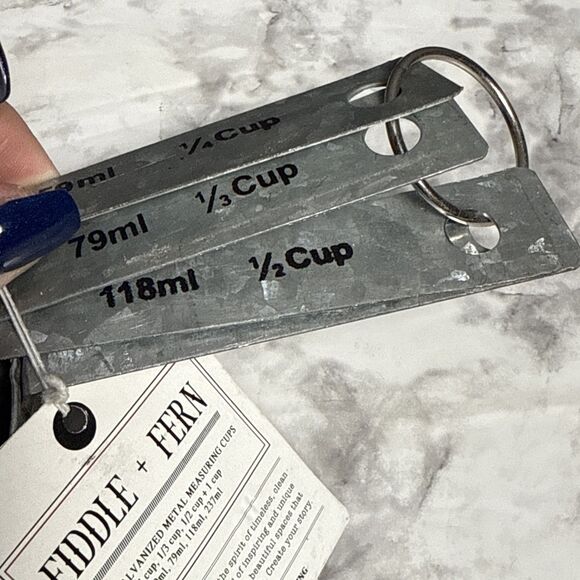 ¼ Cup
79ml ⅓ Cup
118ml ½ Cup
FIDDLE + FERN
GALVANIZED METAL MEASURING CUPS
cup, 1/3 cup, 1/2 cup + 1 cup
79ml, 118ml, 237ml
the spirit of timeless, clean
of inspiring and unique
beautiful spaces that
Create your story.